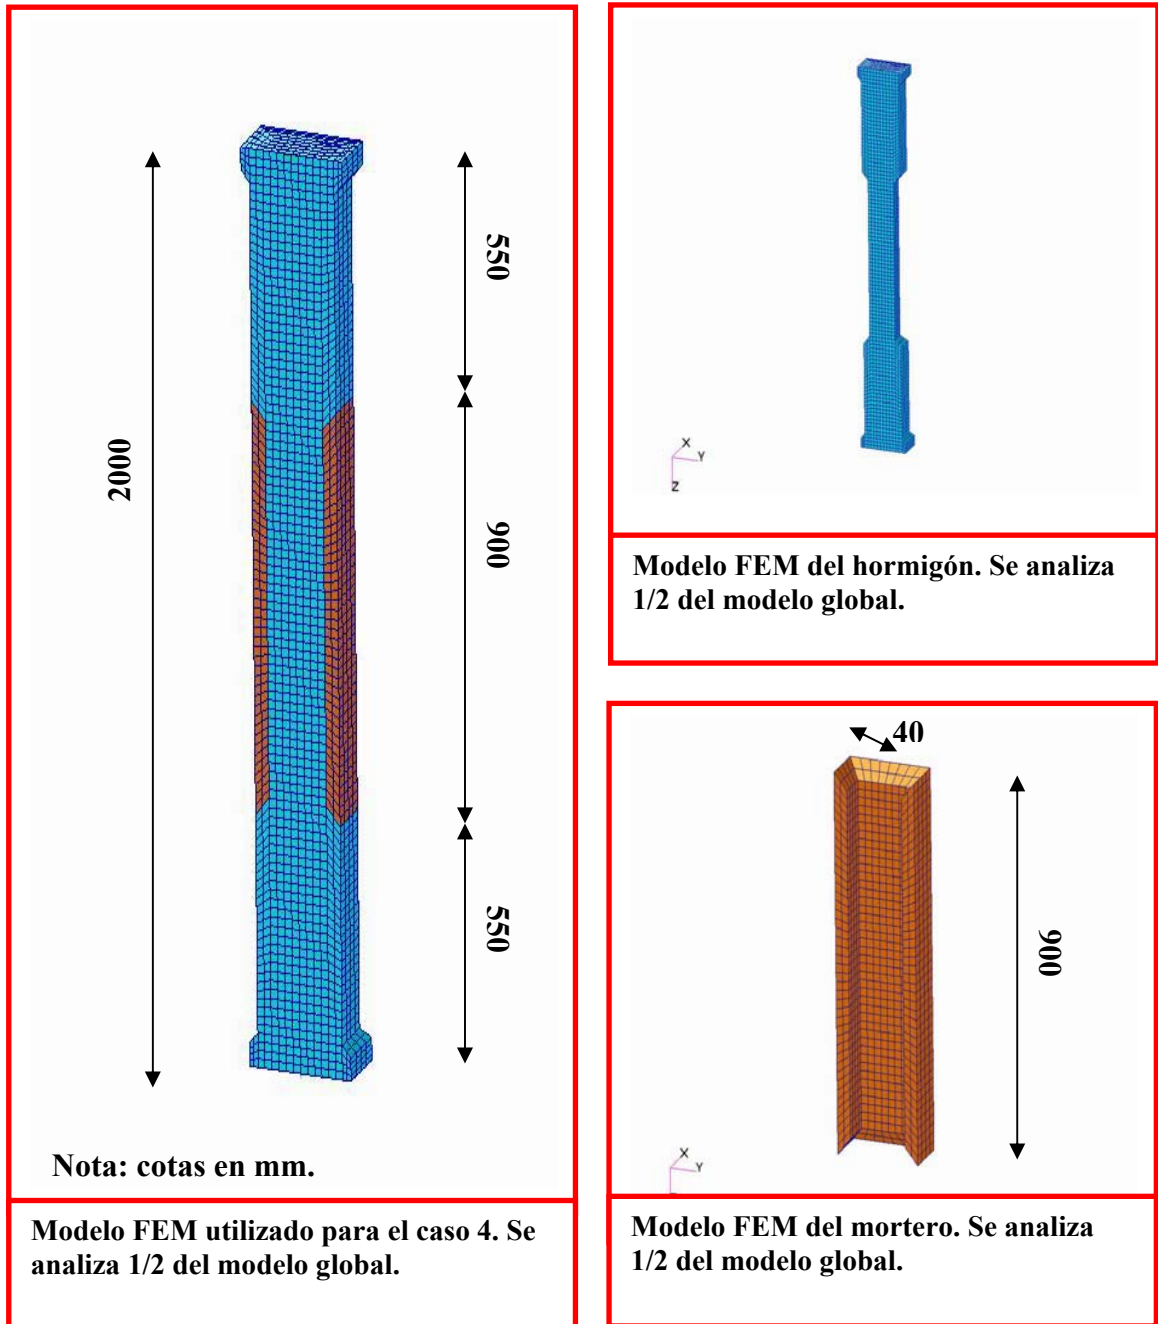 2000
550
900
550
Nota: cotas en mm.
Modelo FEM utilizado para el caso 4. Se
analiza 1/2 del modelo global.
X
Y
Z
Modelo FEM del hormigón. Se analiza
1/2 del modelo global.
40
900
X
Y
Modelo FEM del mortero. Se analiza
1/2 del modelo global.